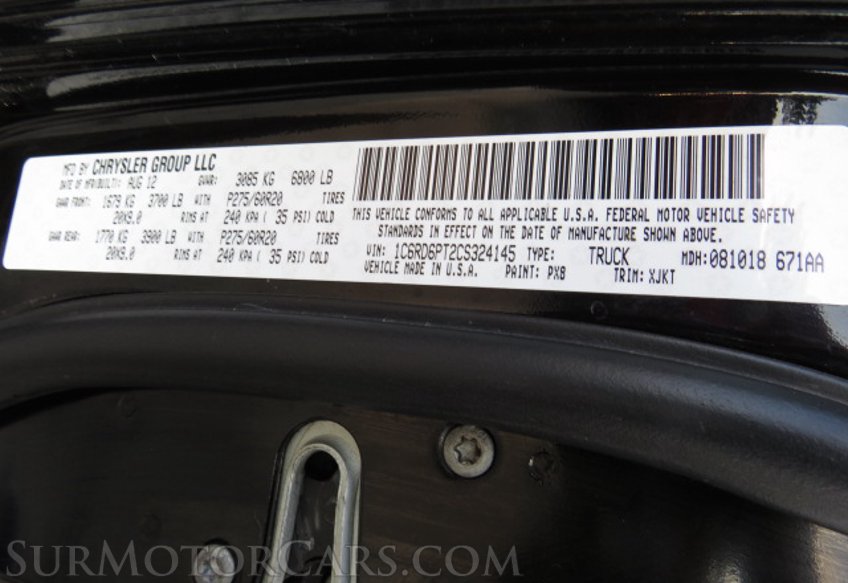 MFD BY CHRYSLER GROUP LLC
DATE OF MFR/BUILT: AUG 12 GVWR: 3085 KG 6800 LB
GAWR FRONT: 1679 KG 3700 LB WITH P275/60R20 TIRES
20X9.0 RIMS AT 240 KPA ( 35 PSI) COLD
GAWR REAR: 1770 KG 3900 LB WITH P275/60R20 TIRES
20X9.0 RIMS AT 240 KPA ( 35 PSI) COLD
THIS VEHICLE CONFORMS TO ALL APPLICABLE U.S.A. FEDERAL MOTOR VEHICLE SAFETY
STANDARDS IN EFFECT ON THE DATE OF MANUFACTURE SHOWN ABOVE.
VIN: 1C6RD6PT2CS324145 TYPE: TRUCK MDH: 081018 671AA
VEHICLE MADE IN U.S.A. PAINT: PX8 TRIM: XJKT
SurMotorCars.com